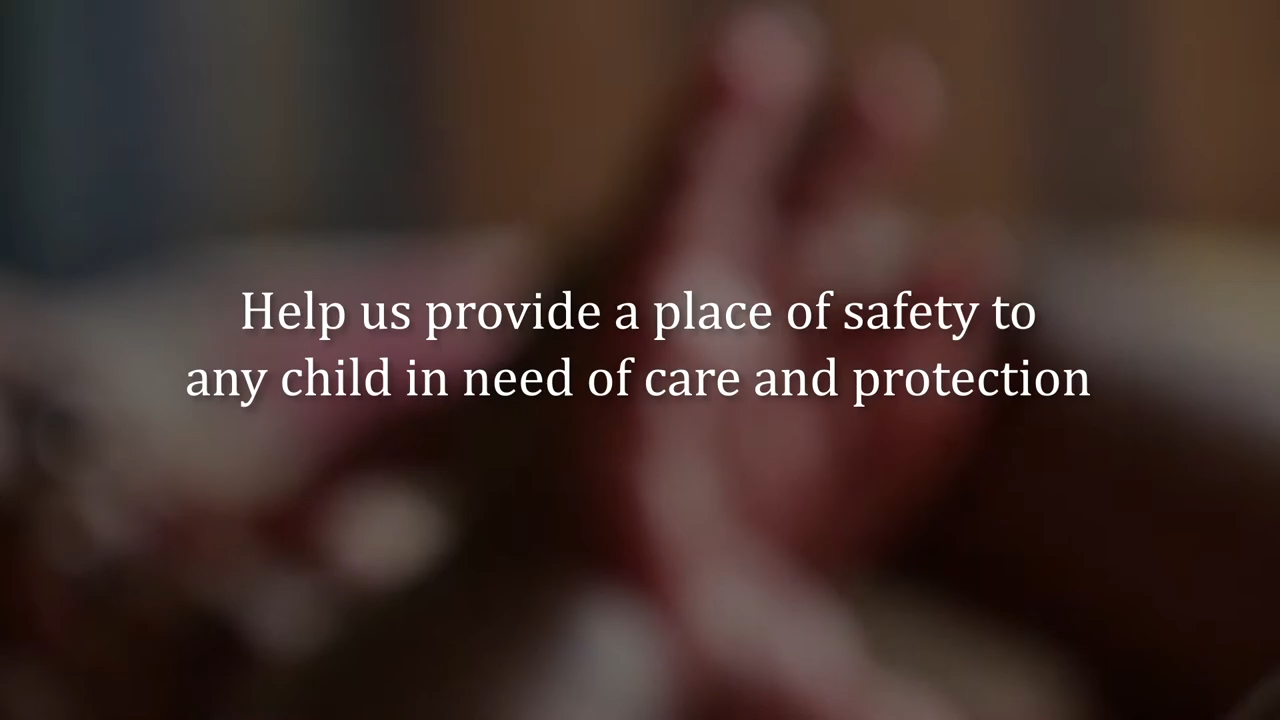 Help us provide a place of safety to
any child in need of care and protection